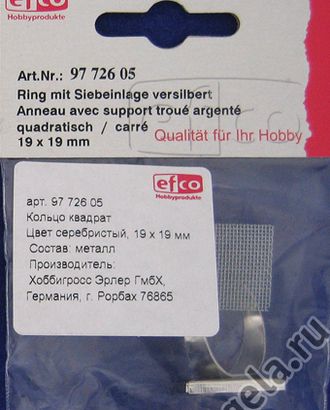 efco
Hobbyprodukte
Art.Nr.: 97 726 05
Ring mit Siebeinlage versilbert
Anneau avec support troué argenté
quadratisch / carré
19 x 19 mm
Qualität für Ihr Hobby
efco
efco
Hobbyprodukte
арт. 97 726 05
Кольцо квадрат
Цвет серебристый, 19 х 19 мм
Состав: металл
Производитель:
Хоббигросс Эрлер ГмбХ,
Германия, г. Рорбах 76865